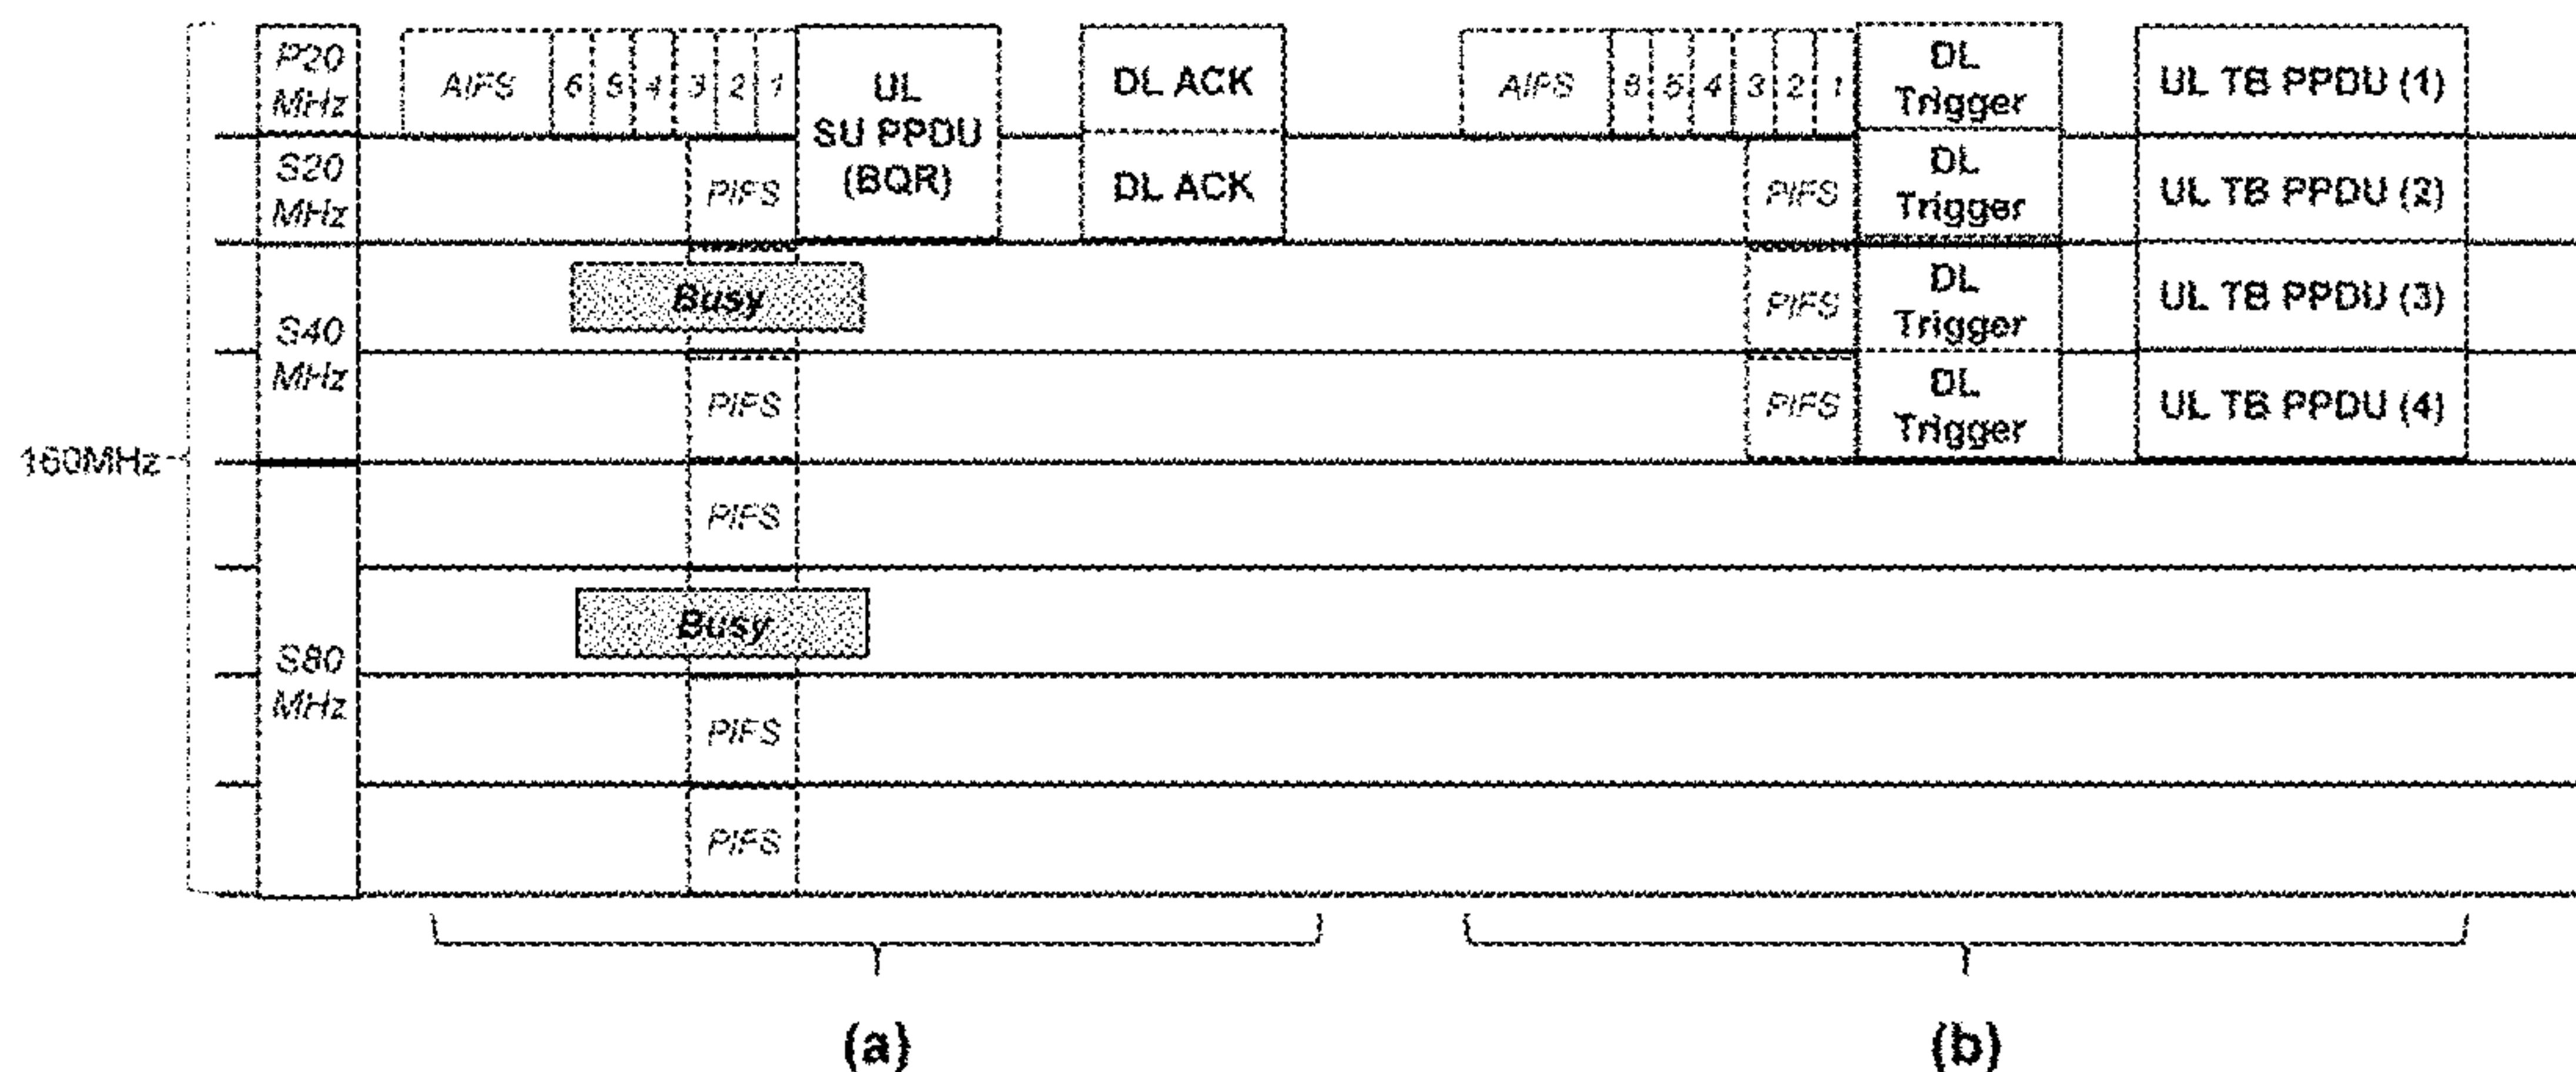 P20
MHz
AIFS
6
5
4
3
2
1
UL
SU PPDU
(BQR)
DL ACK
AIFS
6
5
4
3
2
1
DL
Trigger
UL TB PPDU (1)
S20
MHz
PIFS
DL ACK
PIFS
DL
Trigger
UL TB PPDU (2)
S40
MHz
Busy
PIFS
DL
Trigger
UL TB PPDU (3)
PIFS
PIFS
DL
Trigger
UL TB PPDU (4)
160MHz
S80
MHz
PIFS
Busy
PIFS
PIFS
(a)
(b)